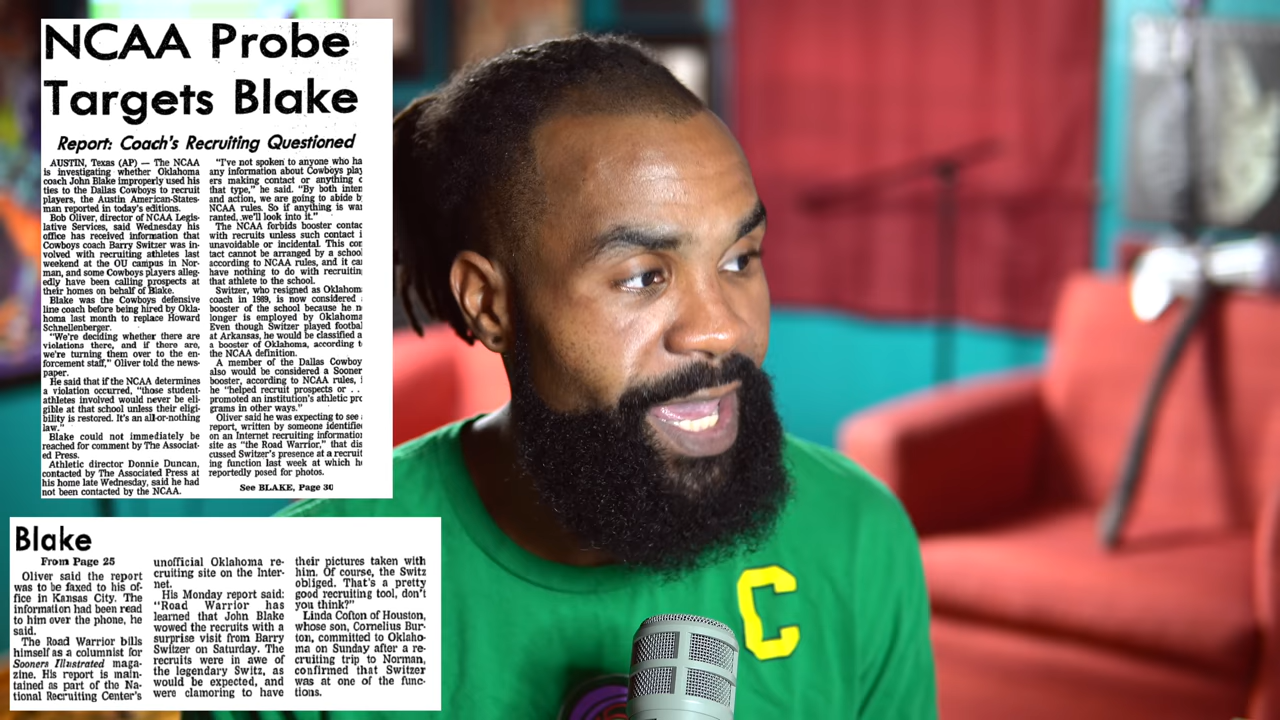 NCAA Probe
Targets Blake
Report: Coach's Recruiting Questioned
AUSTIN, Texas (AP) — The NCAA
is investigating whether Oklahoma
coach John Blake improperly used his
ties to the Dallas Cowboys to recruit
players, the Austin American-States-
man reported in today's editions.
Bob Oliver, director of NCAA Legis-
lative Services, said Wednesday his
office has received information that
Cowboys coach Barry Switzer was in-
volved with recruiting athletes last
weekend at the OU campus in Nor-
man, and some Cowboys players alleg-
edly have been calling prospects at
their homes on behalf of Blake.
Blake was the Cowboys defensive
line coach before being hired by Okla-
homa last month to replace Howard
Schnellenberger.
"We're deciding whether there are
violations there, and if there are,
we're turning them over to the en-
forcement staff," Oliver told the news-
paper.
He said that if the NCAA determines
a violation occurred, "those student-
athletes involved would never be eli-
gible at that school unless their eligi-
bility is restored. It's an all-or-nothing
law."
Blake could not immediately be
reached for comment by The Associat-
ed Press.
Athletic director Donnie Duncan,
contacted by The Associated Press at
his home late Wednesday, said he had
not been contacted by the NCAA.
"I've not spoken to anyone who ha
any information about Cowboys play
ers making contact or anything o
that type," he said. "By both inten
and action, we are going to abide b
NCAA rules. So if anything is war
ranted, we'll look into it."
The NCAA forbids booster contac
with recruits unless such contact i
unavoidable or incidental. This con
tact cannot be arranged by a school
according to NCAA rules, and it can
have nothing to do with recruiting
that athlete to the school.
Switzer, who resigned as Oklahom
coach in 1989, is now considered
booster of the school because he n
longer is employed by Oklahoma
Even though Switzer played footbal
at Arkansas, he would be classified a
a booster of Oklahoma, according t
the NCAA definition.
A member of the Dallas Cowboy
also would be considered a Sooner
booster, according to NCAA rules, i
he "helped recruit prospects or . .
promoted an institution's athletic pro
grams in other ways."
Oliver said he was expecting to see
report, written by someone identified
on an Internet recruiting information
site as "the Road Warrior," that dis
cussed Switzer's presence at a recruit
ing function last week at which h
reportedly posed for photos.
See BLAKE, Page 30
Blake
From Page 25
Oliver said the report
was to be faxed to his of-
fice in Kansas City. The
information had been read
to him over the phone, he
said.
The Road Warrior bills
himself as a columnist for
Sooners Illustrated maga-
zine. His report is main-
tained as part of the Na-
tional Recruiting Center's
unofficial Oklahoma re-
cruiting site on the Inter-
net.
His Monday report said:
"Road Warrior has
learned that John Blake
wowed the recruits with a
surprise visit from Barry
Switzer on Saturday. The
recruits were in awe of
the legendary Switz, as
would be expected, and
were clamoring to have
their pictures taken with
him. Of course, the Switz
obliged. That's a pretty
good recruiting tool, don't
you think?"
Linda Cofton of Houston,
whose son, Cornelius Bur-
ton, committed to Oklaho-
ma on Sunday after a re-
cruiting trip to Norman,
confirmed that Switzer
was at one of the func-
tions.
C